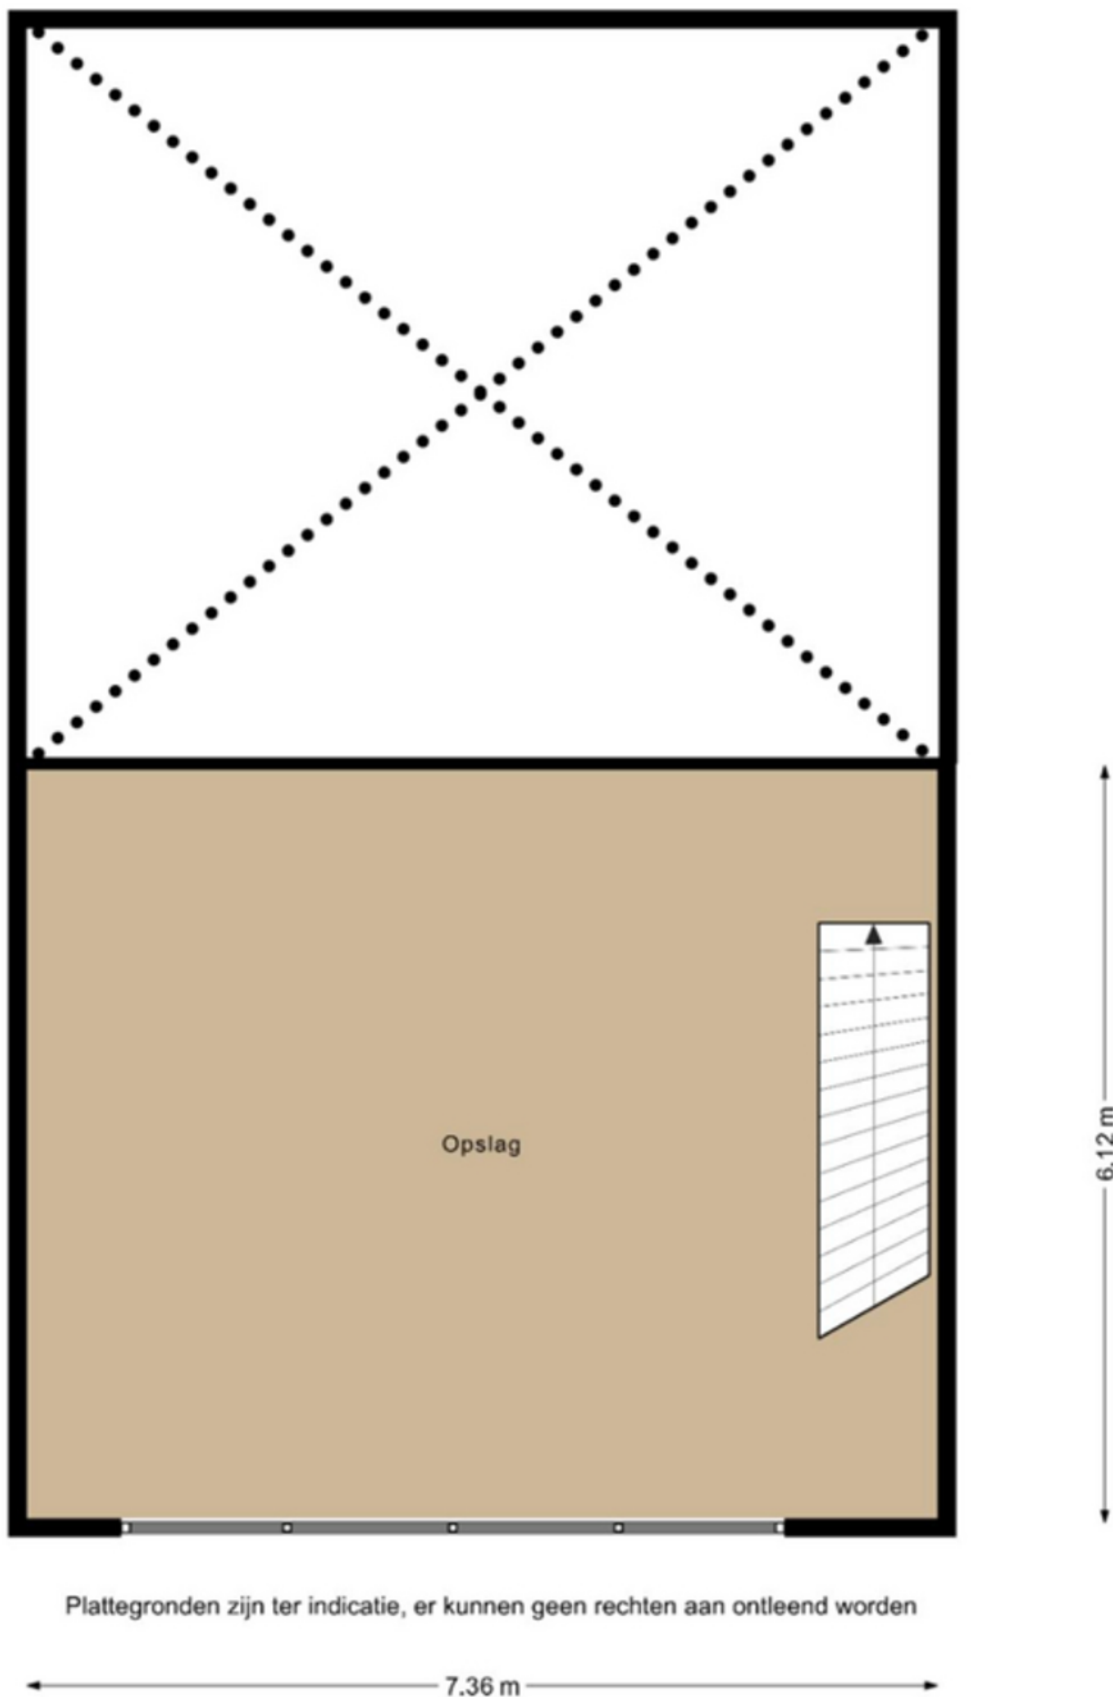 Opslag
6.12 m
Plattegronden zijn ter indicatie, er kunnen geen rechten aan ontleend worden
7.36 m